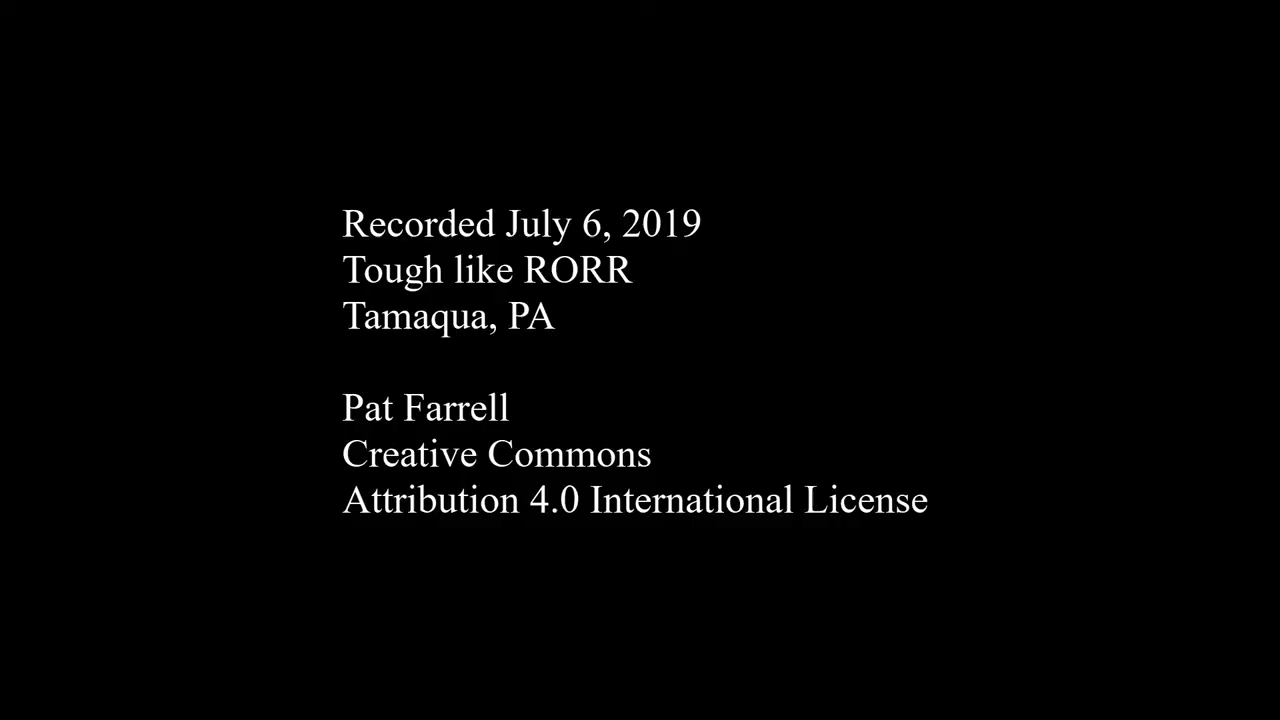 Recorded July 6, 2019
Tough like RORR
Tamaqua, PA
Pat Farrell
Creative Commons
Attribution 4.0 International License